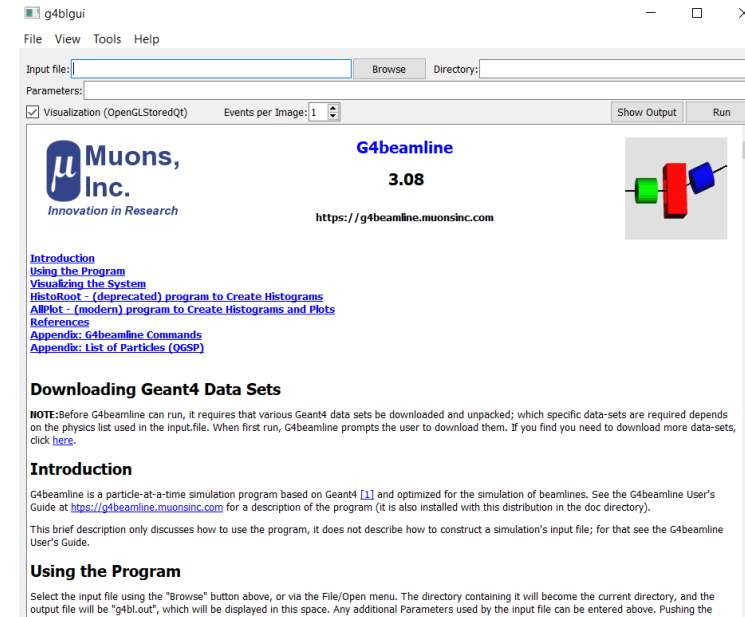 g4blgui
File View Tools Help
Input file: Browse Directory:
Parameters:
Visualization (OpenGLStoredQt) Events per Image: 1 Show Output Run
μ Muons, Inc.
Innovation in Research
G4beamline
3.08
https://g4beamline.muonsinc.com
Introduction
Using the Program
Visualizing the System
HistoRoot - (deprecated) program to Create Histograms
AllPlot - (modern) program to Create Histograms and Plots
References
Appendix: G4beamline Commands
Appendix: List of Particles (QGSP)
Downloading Geant4 Data Sets
NOTE:Before G4beamline can run, it requires that various Geant4 data sets be downloaded and unpacked; which specific data-sets are required depends
on the physics list used in the input.file. When first run, G4beamline prompts the user to download them. If you find you need to download more data-sets,
click here.
Introduction
G4beamline is a particle-at-a-time simulation program based on Geant4 [1] and optimized for the simulation of beamlines. See the G4beamline User's
Guide at htps://g4beamline.muonsinc.com for a description of the program (it is also installed with this distribution in the doc directory).
This brief description only discusses how to use the program, it does not describe how to construct a simulation's input file; for that see the G4beamline
User's Guide.
Using the Program
Select the input file using the "Browse" button above, or via the File/Open menu. The directory containing it will become the current directory, and the
output file will be "g4bl.out", which will be displayed in this space. Any additional Parameters used by the input file can be entered above. Pushing the